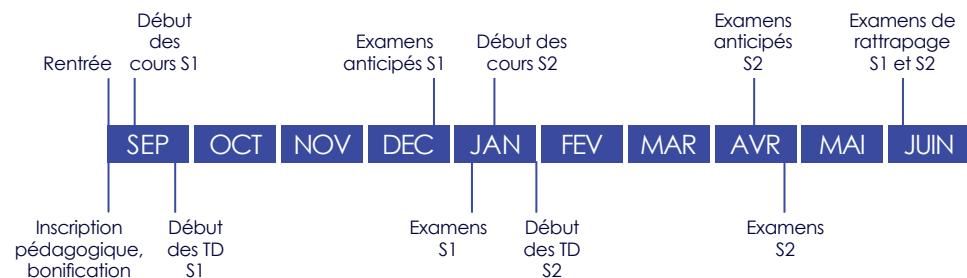 Rentrée
Début
des
cours S1
Examens
anticipés S1
Début des
cours S2
Examens
anticipés
S2
Examens de
rattrapage
S1 et S2
SEP
OCT
NOV
DEC
JAN
FEV
MAR
AVR
MAI
JUIN
Inscription
pédagogique,
bonification
Début
des TD
S1
Examens
S1
Début
des TD
S2
Examens
S2